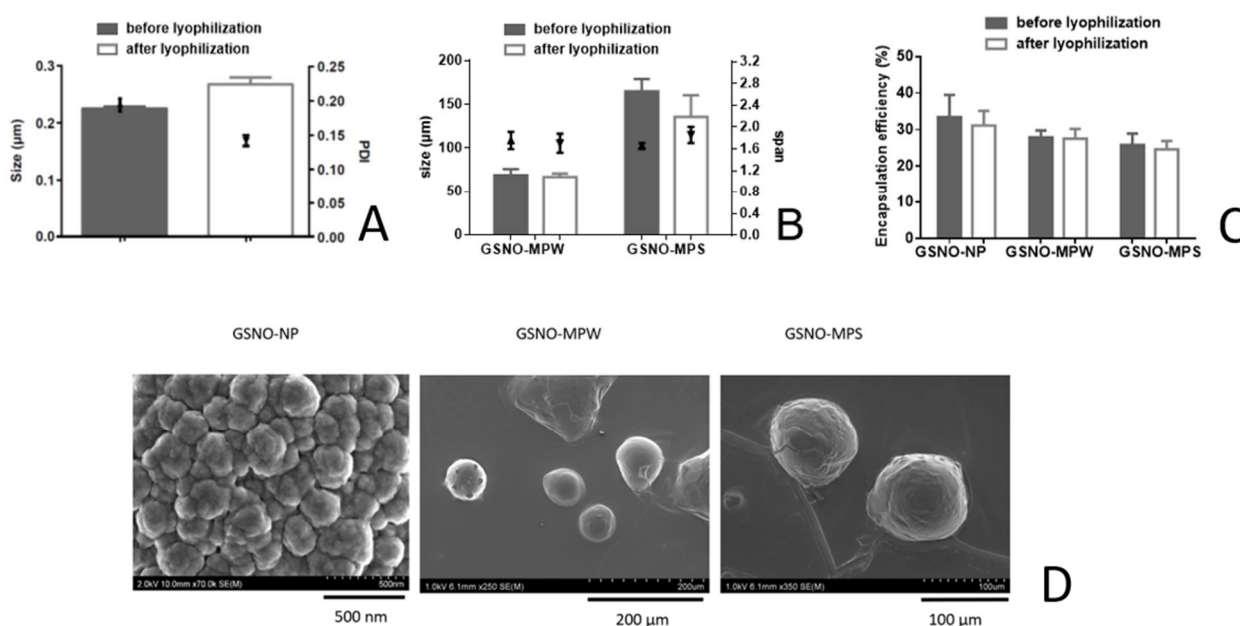 before lyophilization
after lyophilization
0.3
0.2
0.1
0.0
Size (µm)
0.25
0.20
0.15
0.10
0.05
0.00
PDI
A
before lyophilization
after lyophilization
200
150
100
50
0
size (µm)
3.2
2.8
2.4
2.0
1.6
1.2
0.8
0.4
0.0
span
GSNO-MPW GSNO-MPS
B
before lyophilization
after lyophilization
50
40
30
20
10
0
Encapsulation efficiency (%)
GSNO-NP GSNO-MPW GSNO-MPS
C
GSNO-NP GSNO-MPW GSNO-MPS
2.0kV 10.0mm x70.0k SE(M) 500nm
1.0kV 6.1mm x250 SE(M) 200um
1.0kV 6.1mm x350 SE(M) 100um
500 nm 200 µm 100 µm
D